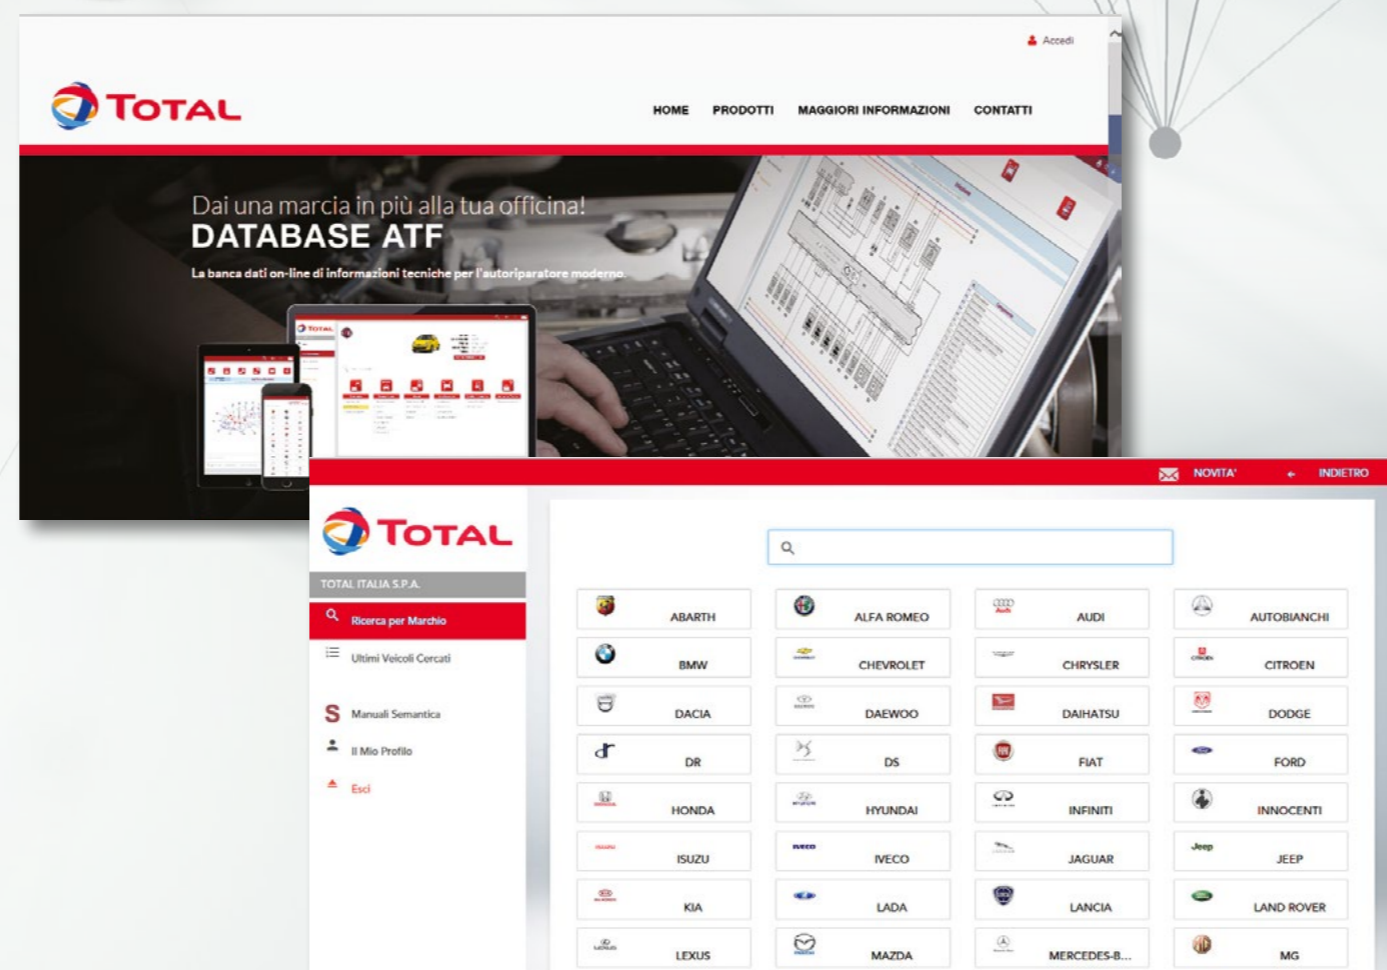 Accedi
TOTAL
HOME PRODOTTI MAGGIORI INFORMAZIONI CONTATTI
Dai una marcia in più alla tua officina!
DATABASE ATF
La banca dati on-line di informazioni tecniche per l'autoriparatore moderno.
TOTAL
NOVITA' INDIETRO
TOTAL
TOTAL ITALIA S.P.A.
Ricerca per Marchio
Ultimi Veicoli Cercati
Manuali Semantica
Il Mio Profilo
Esci
ABARTH ALFA ROMEO AUDI AUTOBIANCHI
BMW CHEVROLET CHRYSLER CITROEN
DACIA DAEWOO DAIHATSU DODGE
DR DS FIAT FORD
HONDA HYUNDAI INFINITI INNOCENTI
ISUZU IVECO JAGUAR JEEP
KIA LADA LANCIA LAND ROVER
LEXUS MAZDA MERCEDES-B... MG